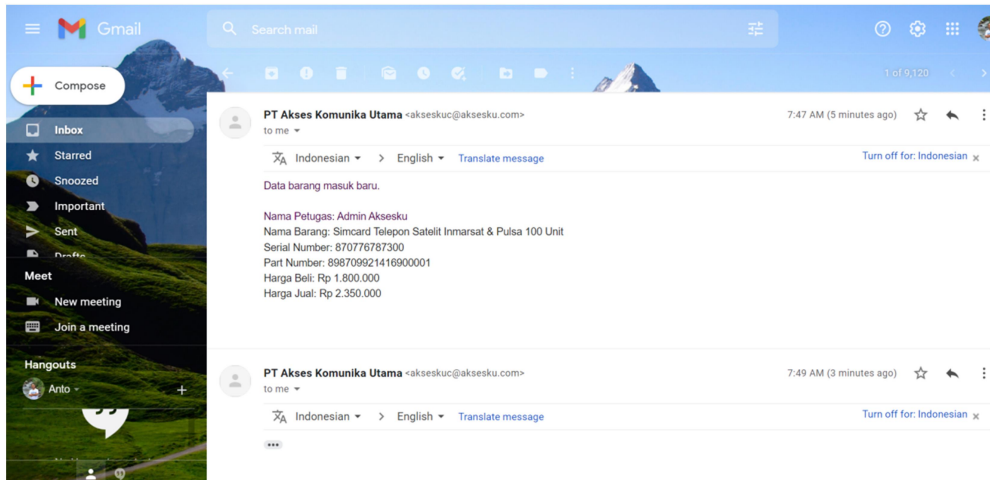 Gmail
Search mail
Compose
1 of 9,120
Inbox
Starred
Snoozed
Important
Sent
Drafts
Meet
New meeting
Join a meeting
Hangouts
Anto
PT Akses Komunika Utama <akseskuc@aksesku.com>
7:47 AM (5 minutes ago)
to me
Indonesian > English Translate message
Turn off for: Indonesian x
Data barang masuk baru.
Nama Petugas: Admin Aksesku
Nama Barang: Simcard Telepon Satelit Inmarsat & Pulsa 100 Unit
Serial Number: 870776787300
Part Number: 898709921416900001
Harga Beli: Rp 1.800.000
Harga Jual: Rp 2.350.000
PT Akses Komunika Utama <akseskuc@aksesku.com>
7:49 AM (3 minutes ago)
to me
Indonesian > English Translate message
Turn off for: Indonesian x